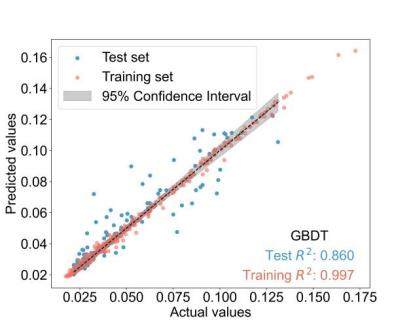 Test set
Training set
95% Confidence Interval
0.16
0.14
0.12
0.10
0.08
0.06
0.04
0.02
Predicted values
GBDT
Test R²: 0.860
Training R²: 0.997
0.025 0.050 0.075 0.100 0.125 0.150 0.175
Actual values